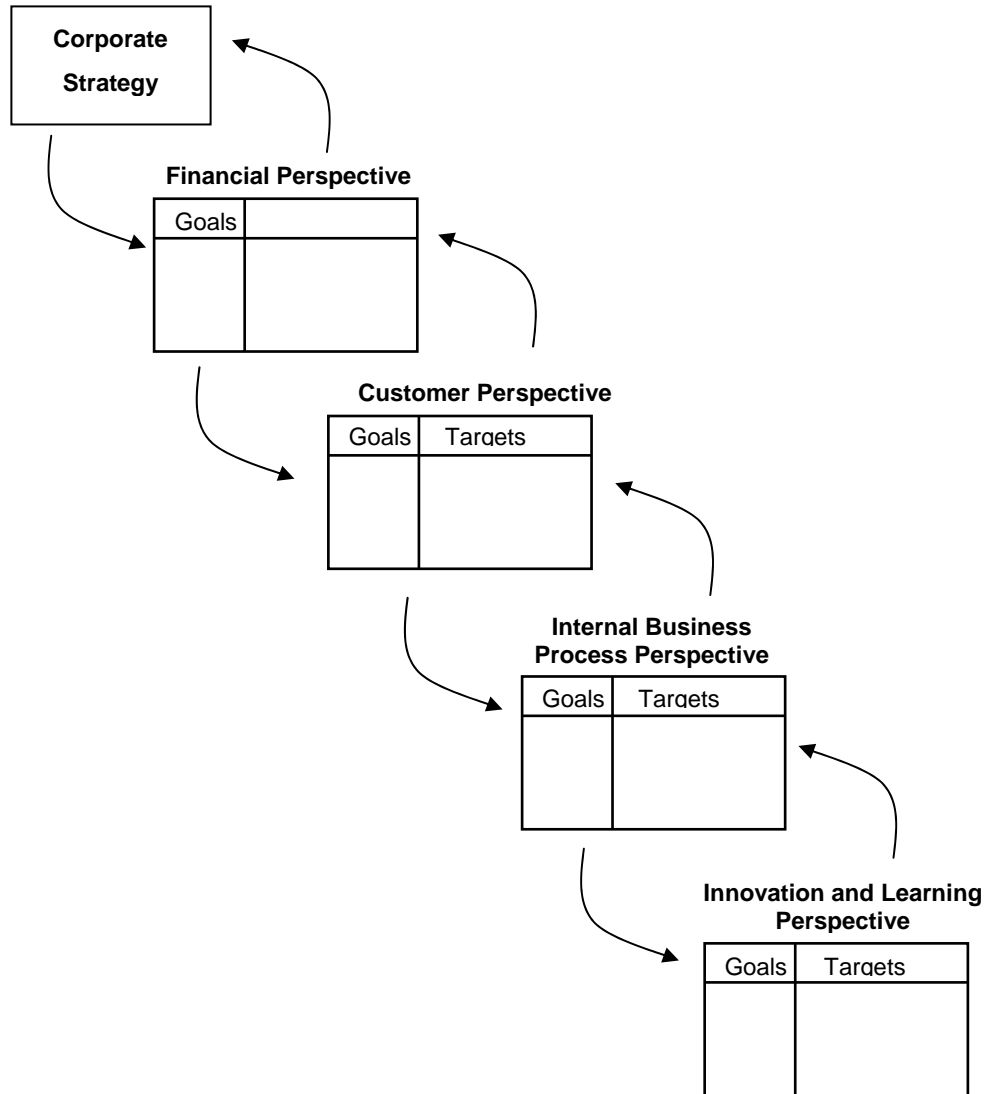 Corporate
Strategy
Financial Perspective
Goals
Customer Perspective
Goals Targets
Internal Business
Process Perspective
Goals Targets
Innovation and Learning
Perspective
Goals Targets